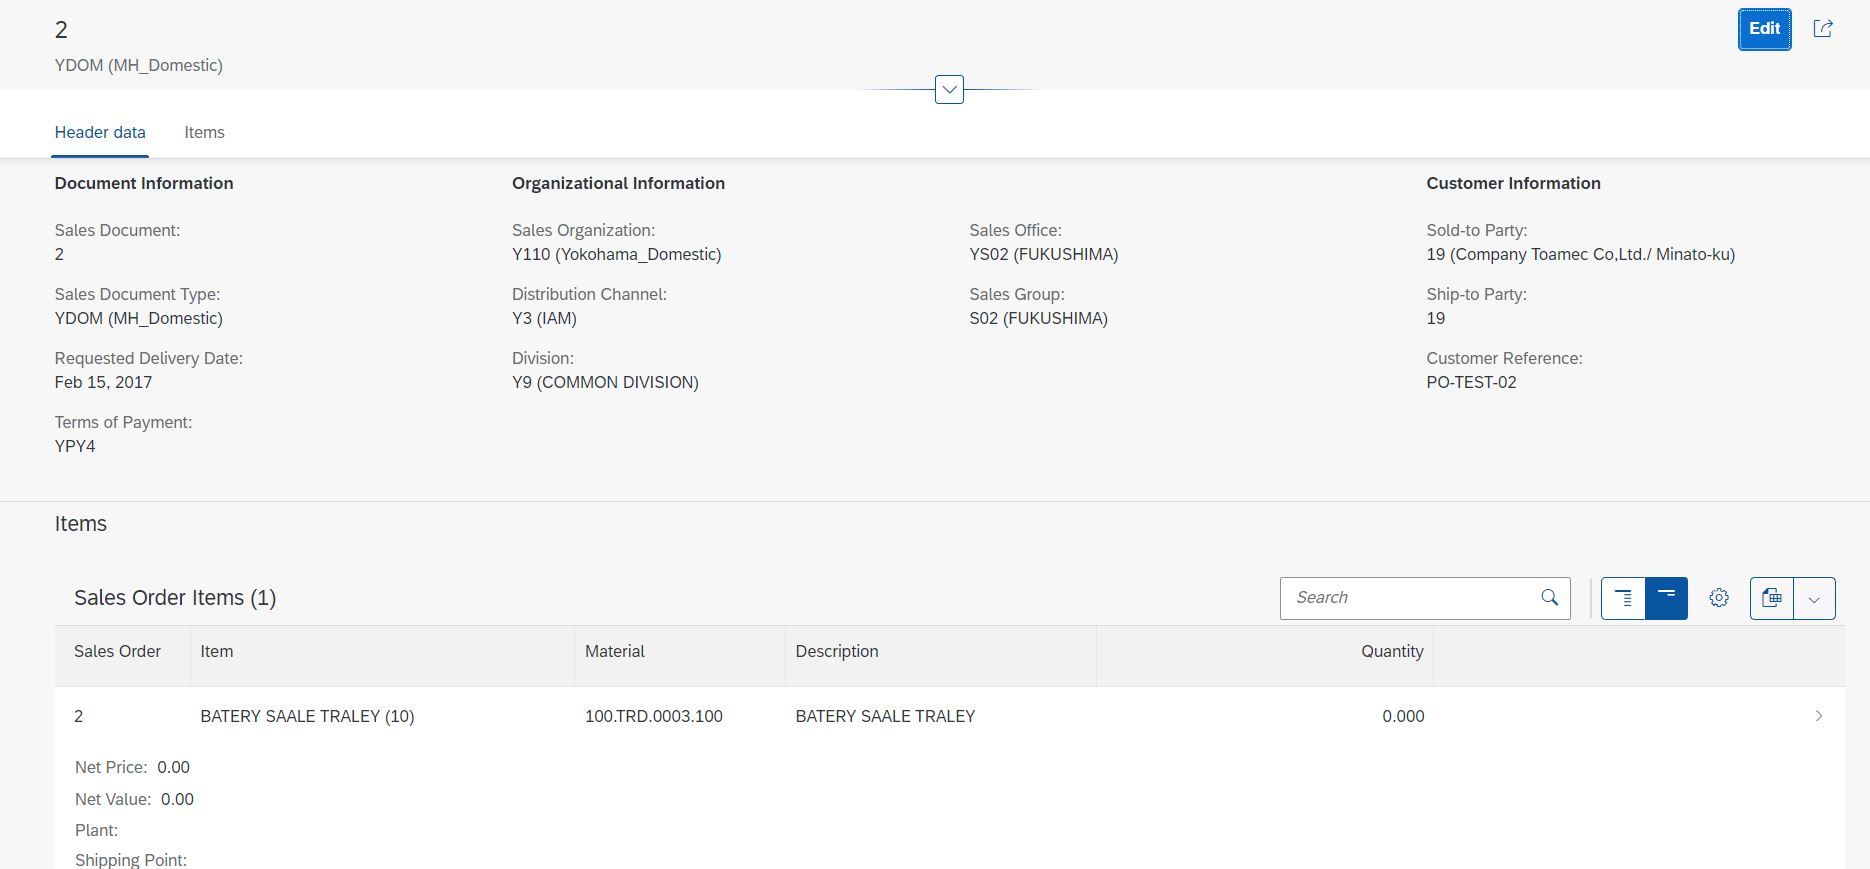 2
Edit
YDOM (MH_Domestic)
Header data Items
Document Information
Sales Document:
2
Sales Document Type:
YDOM (MH_Domestic)
Requested Delivery Date:
Feb 15, 2017
Terms of Payment:
YPY4
Organizational Information
Sales Organization:
Y110 (Yokohama_Domestic)
Distribution Channel:
Y3 (IAM)
Division:
Y9 (COMMON DIVISION)
Sales Office:
YS02 (FUKUSHIMA)
Sales Group:
S02 (FUKUSHIMA)
Customer Information
Sold-to Party:
19 (Company Toamec Co,Ltd./ Minato-ku)
Ship-to Party:
19
Customer Reference:
PO-TEST-02
Items
Sales Order Items (1)
Search
Sales Order Item Material Description Quantity
2 BATERY SAALE TRALEY (10) 100.TRD.0003.100 BATERY SAALE TRALEY 0.000
Net Price: 0.00
Net Value: 0.00
Plant:
Shipping Point: